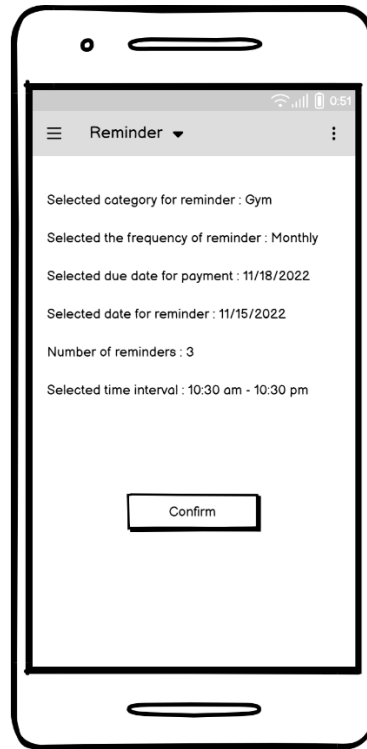 0:51
Reminder
Selected category for reminder : Gym
Selected the frequency of reminder : Monthly
Selected due date for payment : 11/18/2022
Selected date for reminder : 11/15/2022
Number of reminders : 3
Selected time interval : 10:30 am - 10:30 pm
Confirm